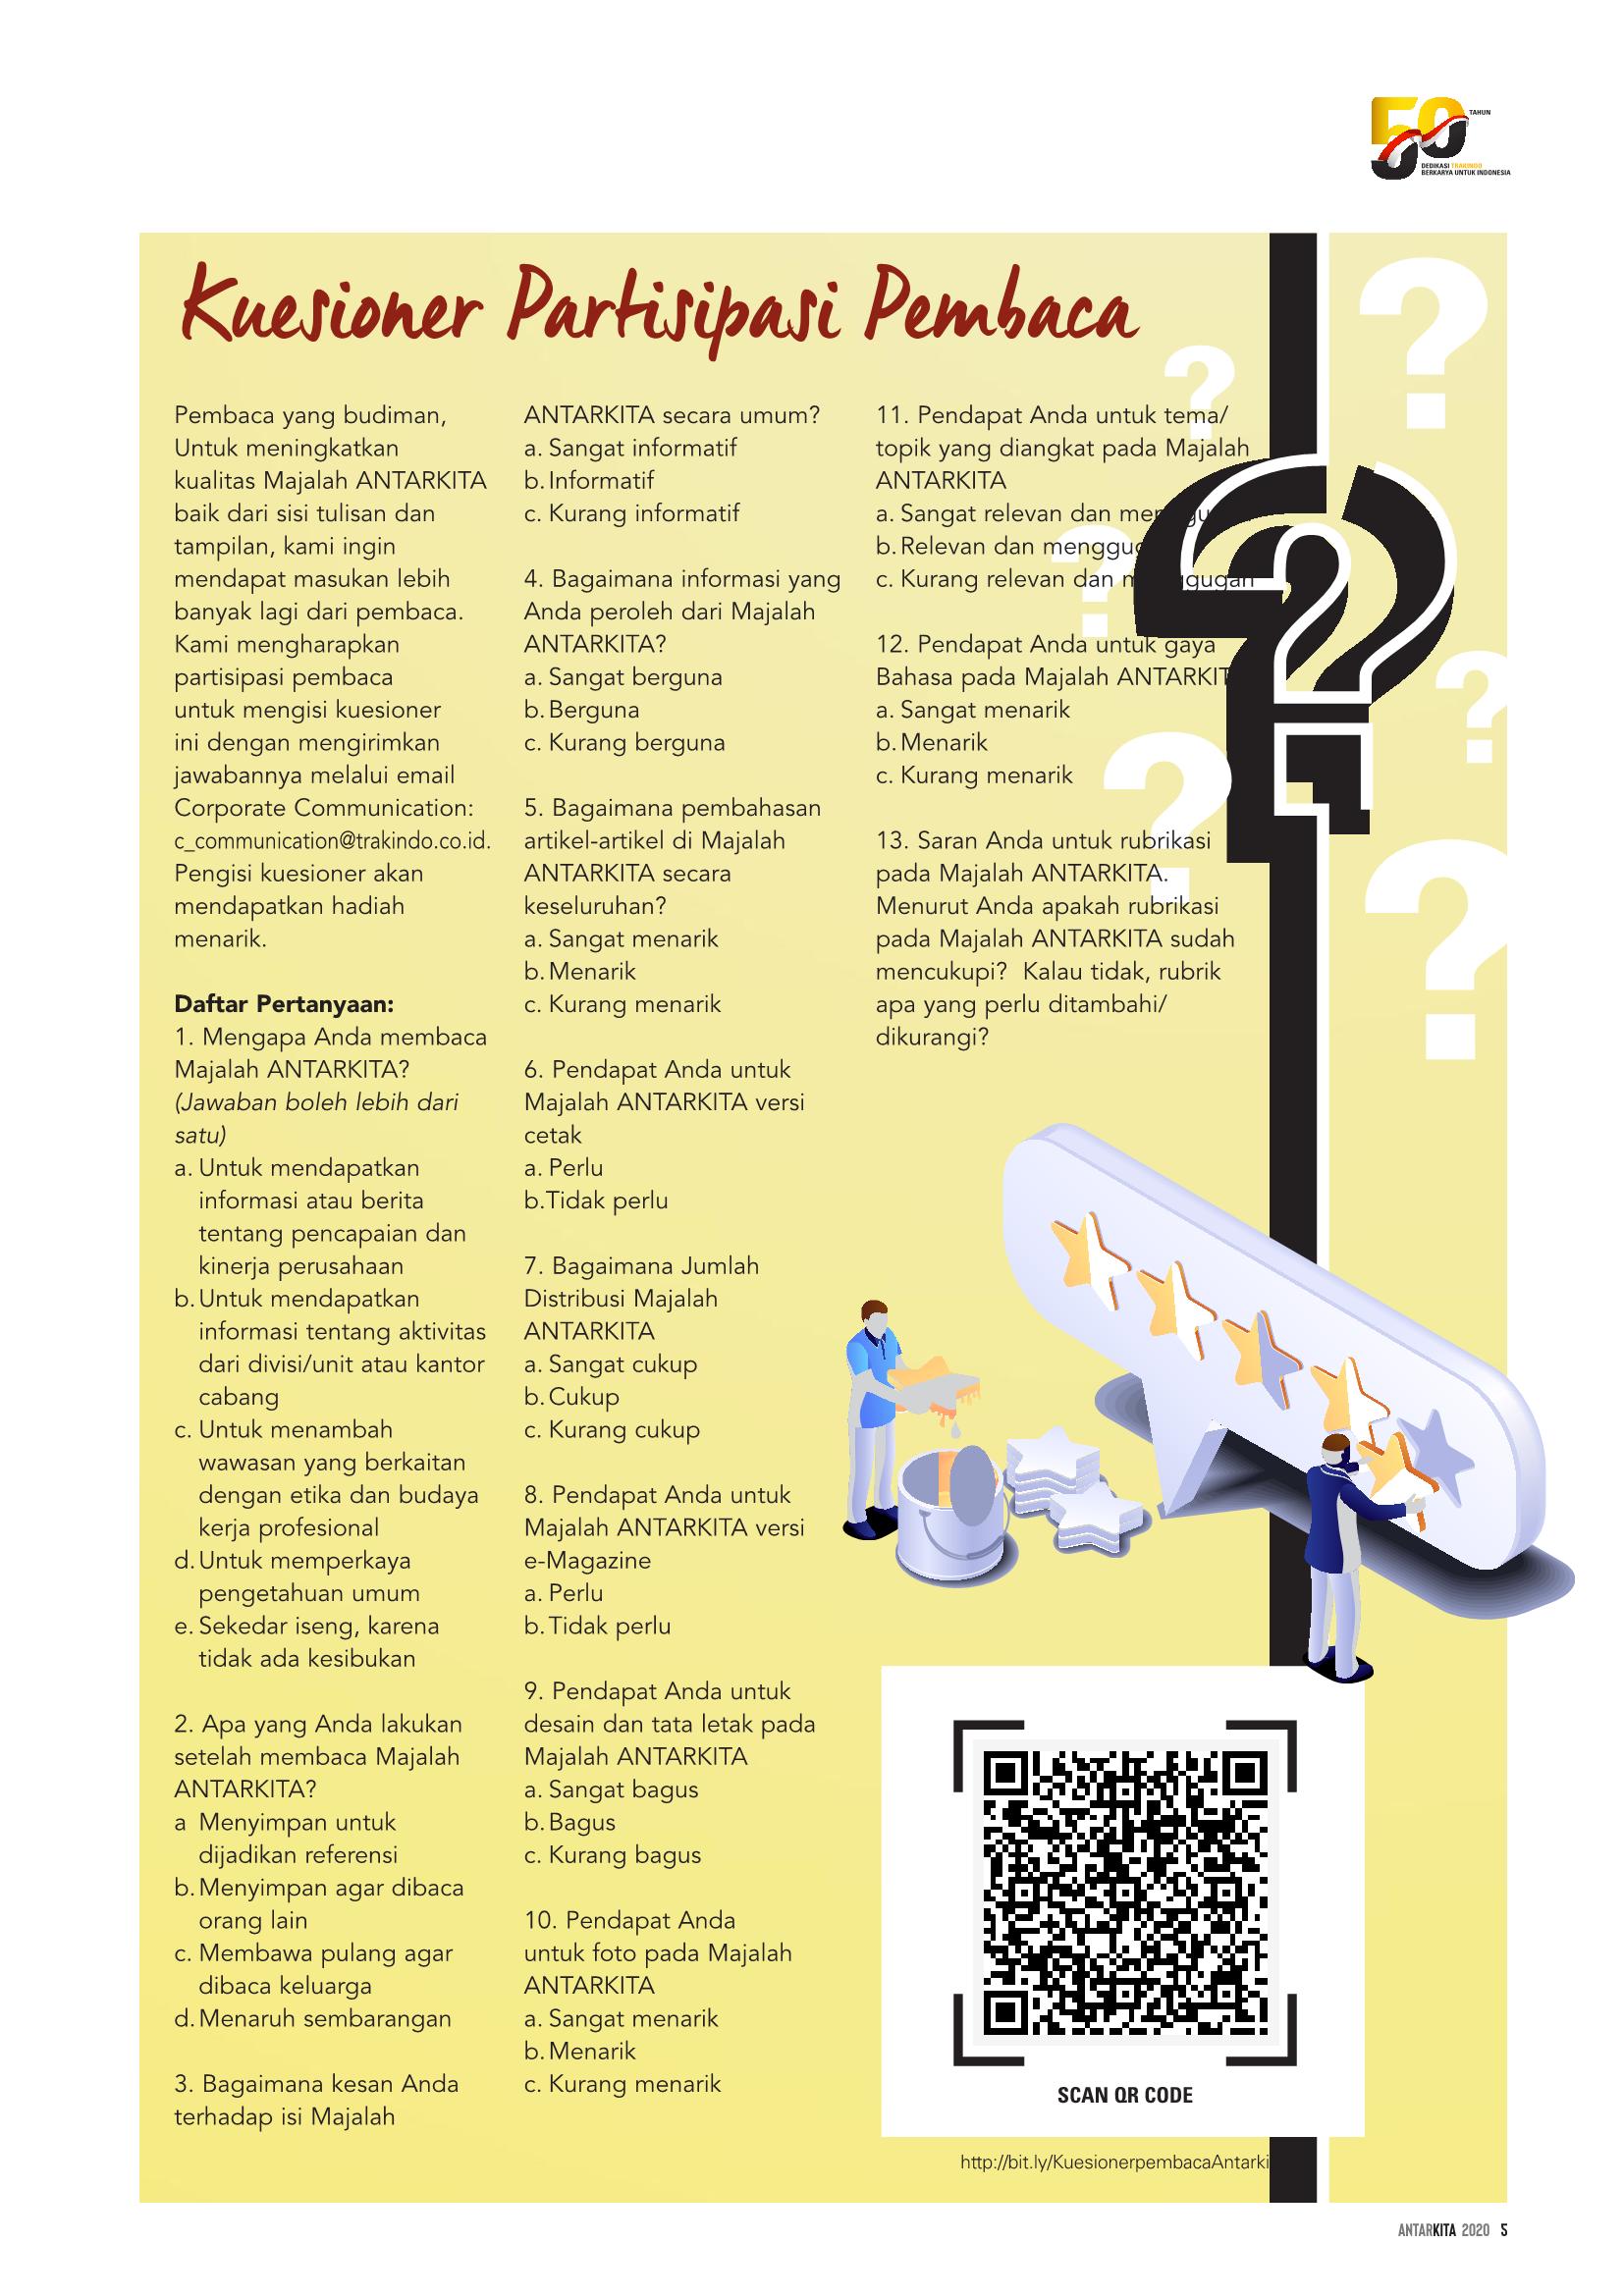 50 TAHUN
DEDIKASI TRAKINDO
BERKARYA UNTUK INDONESIA
Kuesioner Partisipasi Pembaca
Pembaca yang budiman,
Untuk meningkatkan
kualitas Majalah ANTARKITA
baik dari sisi tulisan dan
tampilan, kami ingin
mendapat masukan lebih
banyak lagi dari pembaca.
Kami mengharapkan
partisipasi pembaca
untuk mengisi kuesioner
ini dengan mengirimkan
jawabannya melalui email
Corporate Communication:
c_communication@trakindo.co.id.
Pengisi kuesioner akan
mendapatkan hadiah
menarik.
Daftar Pertanyaan:
1. Mengapa Anda membaca
Majalah ANTARKITA?
(Jawaban boleh lebih dari
satu)
a. Untuk mendapatkan
informasi atau berita
tentang pencapaian dan
kinerja perusahaan
b. Untuk mendapatkan
informasi tentang aktivitas
dari divisi/unit atau kantor
cabang
c. Untuk menambah
wawasan yang berkaitan
dengan etika dan budaya
kerja profesional
d. Untuk memperkaya
pengetahuan umum
e. Sekedar iseng, karena
tidak ada kesibukan
2. Apa yang Anda lakukan
setelah membaca Majalah
ANTARKITA?
a Menyimpan untuk
dijadikan referensi
b. Menyimpan agar dibaca
orang lain
c. Membawa pulang agar
dibaca keluarga
d. Menaruh sembarangan
3. Bagaimana kesan Anda
terhadap isi Majalah
ANTARKITA secara umum?
a. Sangat informatif
b. Informatif
c. Kurang informatif
4. Bagaimana informasi yang
Anda peroleh dari Majalah
ANTARKITA?
a. Sangat berguna
b. Berguna
c. Kurang berguna
5. Bagaimana pembahasan
artikel-artikel di Majalah
ANTARKITA secara
keseluruhan?
a. Sangat menarik
b. Menarik
c. Kurang menarik
6. Pendapat Anda untuk
Majalah ANTARKITA versi
cetak
a. Perlu
b.Tidak perlu
7. Bagaimana Jumlah
Distribusi Majalah
ANTARKITA
a. Sangat cukup
b. Cukup
c. Kurang cukup
8. Pendapat Anda untuk
Majalah ANTARKITA versi
e-Magazine
a. Perlu
b. Tidak perlu
9. Pendapat Anda untuk
desain dan tata letak pada
Majalah ANTARKITA
a. Sangat bagus
b. Bagus
c. Kurang bagus
10. Pendapat Anda
untuk foto pada Majalah
ANTARKITA
a. Sangat menarik
b. Menarik
c. Kurang menarik
11. Pendapat Anda untuk tema/
topik yang diangkat pada Majalah
ANTARKITA
a. Sangat relevan dan
b. Relevan dan
c. Kurang relevan dan
12. Pendapat Anda untuk gaya
Bahasa pada Majalah
a. Sangat menarik
b. Menarik
c. Kurang menarik
13. Saran Anda untuk rubrikasi
pada Majalah ANTARKITA.
Menurut Anda apakah rubrikasi
pada Majalah ANTARKITA sudah
mencukupi? Kalau tidak, rubrik
apa yang perlu ditambahi/
dikurangi?
SCAN QR CODE
http://bit.ly/KuesionerpembacaAntarki
ANTARKITA 2020 5